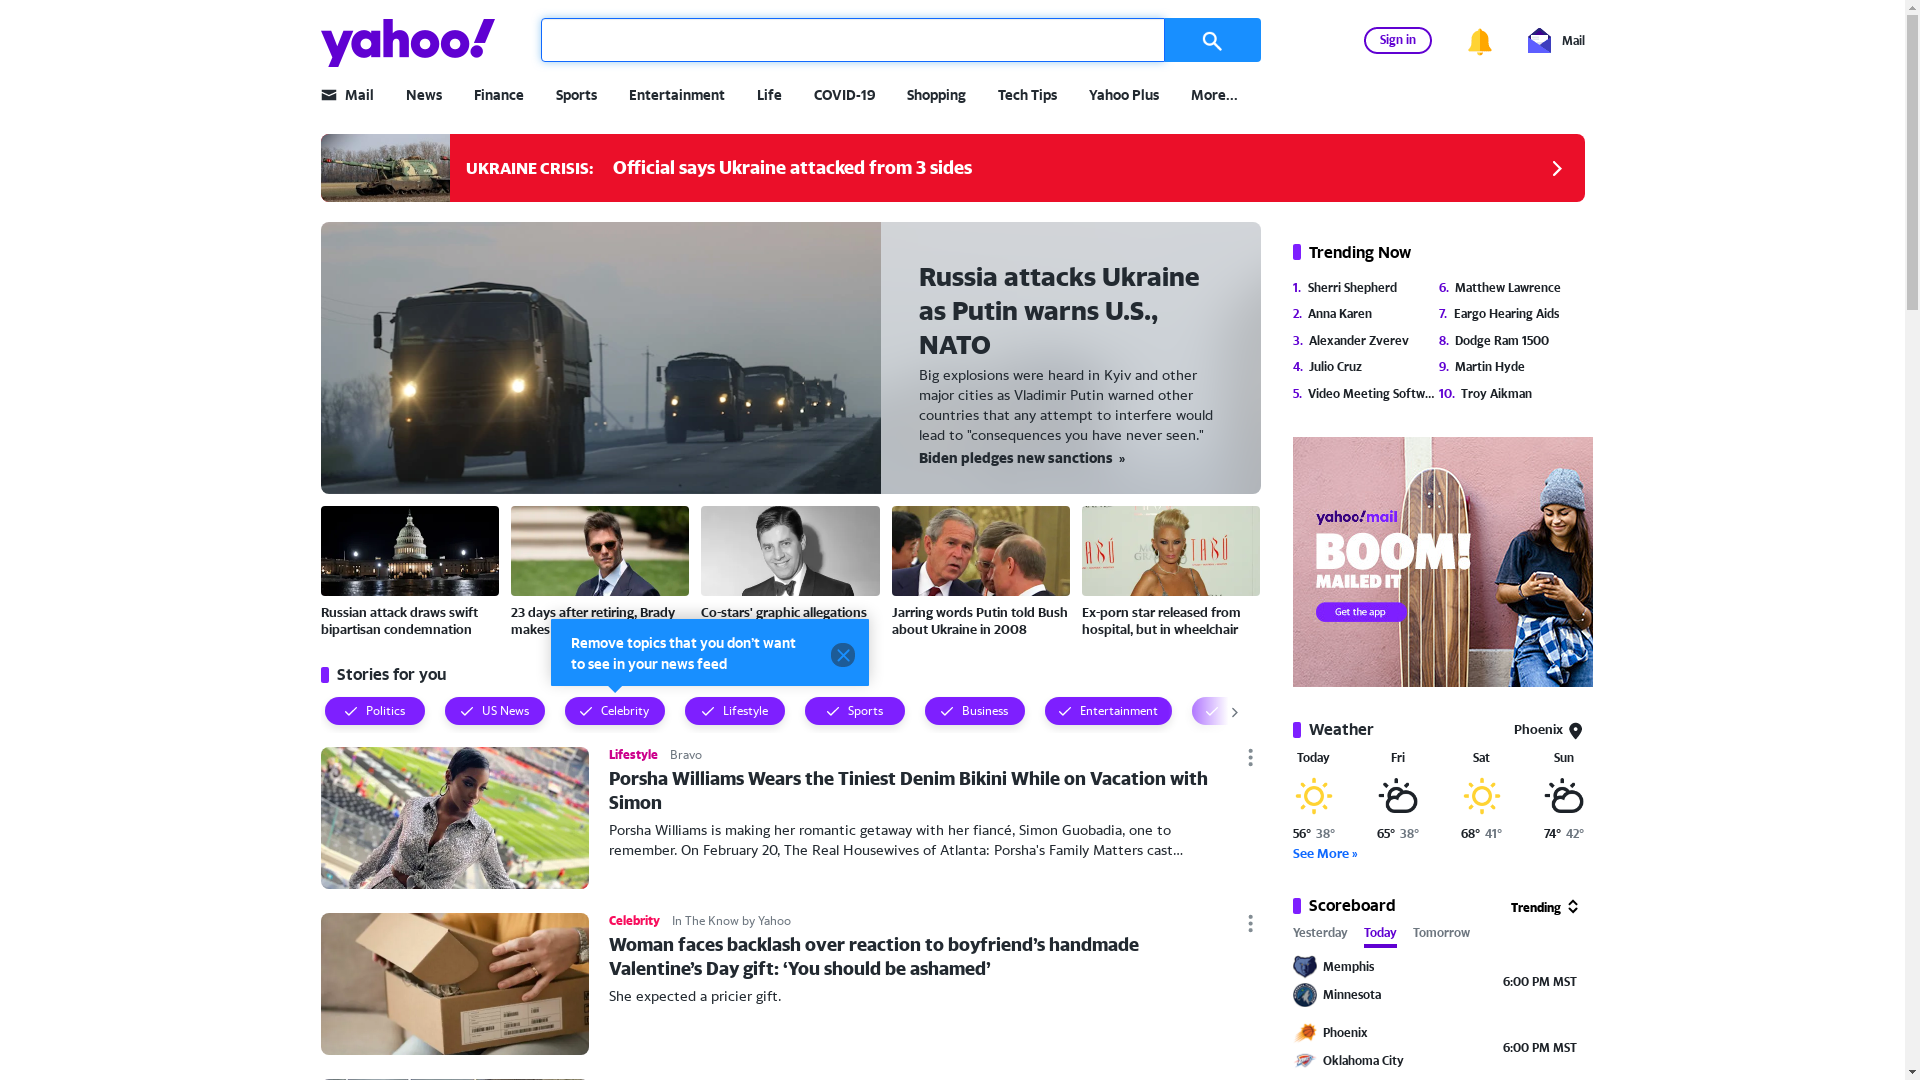 yahoo!
Sign in
Mail
Mail News Finance Sports Entertainment Life COVID-19 Shopping Tech Tips Yahoo Plus More...
UKRAINE CRISIS: Official says Ukraine attacked from 3 sides
Russia attacks Ukraine
as Putin warns U.S.,
NATO
Big explosions were heard in Kyiv and other
major cities as Vladimir Putin warned other
countries that any attempt to interfere would
lead to "consequences you have never seen."
Biden pledges new sanctions »
Russian attack draws swift
bipartisan condemnation
23 days after retiring, Brady
makes
Co-stars' graphic allegations
Jarring words Putin told Bush
about Ukraine in 2008
Ex-porn star released from
hospital, but in wheelchair
Remove topics that you don't want
to see in your news feed
Stories for you
Politics US News Celebrity Lifestyle Sports Business Entertainment
Lifestyle Bravo
Porsha Williams Wears the Tiniest Denim Bikini While on Vacation with
Simon
Porsha Williams is making her romantic getaway with her fiancé, Simon Guobadia, one to
remember. On February 20, The Real Housewives of Atlanta: Porsha's Family Matters cast...
Celebrity In The Know by Yahoo
Woman faces backlash over reaction to boyfriend’s handmade
Valentine’s Day gift: ‘You should be ashamed’
She expected a pricier gift.
Trending Now
1. Sherri Shepherd
2. Anna Karen
3. Alexander Zverev
4. Julio Cruz
5. Video Meeting Softw...
6. Matthew Lawrence
7. Eargo Hearing Aids
8. Dodge Ram 1500
9. Martin Hyde
10. Troy Aikman
yahoo!mail
BOOM!
MAILED IT
Get the app
Weather
Phoenix
Today Fri Sat Sun
56° 38° 65° 38° 68° 41° 74° 42°
See More »
Scoreboard
Trending
Yesterday Today Tomorrow
Memphis
Minnesota
6:00 PM MST
Phoenix
Oklahoma City
6:00 PM MST